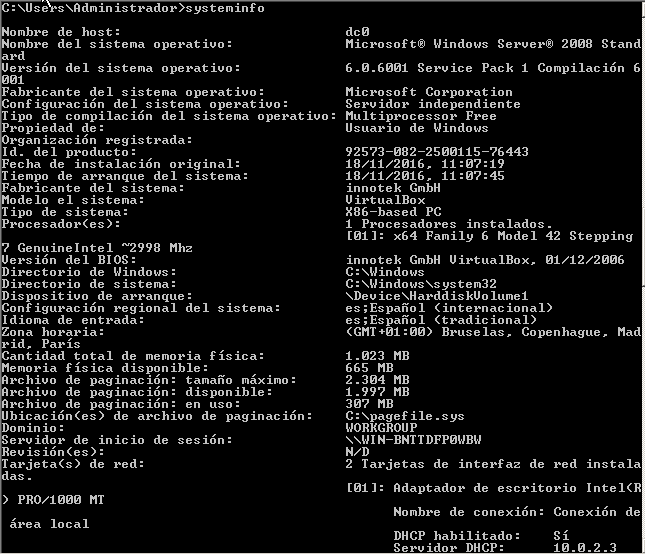 C:\Users\Administrador>systeminfo
Nombre de host: dc0
Nombre del sistema operativo: Microsoft® Windows Server® 2008 Stand
ard
Versión del sistema operativo: 6.0.6001 Service Pack 1 Compilación 6
001
Fabricante del sistema operativo: Microsoft Corporation
Configuración del sistema operativo: Servidor independiente
Tipo de compilación del sistema operativo: Multiprocessor Free
Propiedad de: Usuario de Windows
Organización registrada:
Id. del producto: 92573-082-2500115-76443
Fecha de instalación original: 18/11/2016, 11:07:19
Tiempo de arranque del sistema: 18/11/2016, 11:07:45
Fabricante del sistema: innotek GmbH
Modelo el sistema: VirtualBox
Tipo de sistema: X86-based PC
Procesador(es): 1 Procesadores instalados.
[01]: x64 Family 6 Model 42 Stepping
7 GenuineIntel ~2998 Mhz
Versión del BIOS: innotek GmbH VirtualBox, 01/12/2006
Directorio de Windows: C:\Windows
Directorio de sistema: C:\Windows\system32
Dispositivo de arranque: \Device\HarddiskVolume1
Configuración regional del sistema: es;Español (internacional)
Idioma de entrada: es;Español (tradicional)
Zona horaria: (GMT+01:00) Bruselas, Copenhague, Mad
rid, París
Cantidad total de memoria física: 1.023 MB
Memoria física disponible: 665 MB
Archivo de paginación: tamaño máximo: 2.304 MB
Archivo de paginación: disponible: 1.997 MB
Archivo de paginación: en uso: 307 MB
Ubicación(es) de archivo de paginación: C:\pagefile.sys
Dominio: WORKGROUP
Servidor de inicio de sesión: \\WIN-BNTTDFP0WBW
Revisión(es): N/D
Tarjeta(s) de red: 2 Tarjetas de interfaz de red instala
das.
[01]: Adaptador de escritorio Intel(R
) PRO/1000 MT
Nombre de conexión: Conexión de
área local
DHCP habilitado: Sí
Servidor DHCP: 10.0.2.3